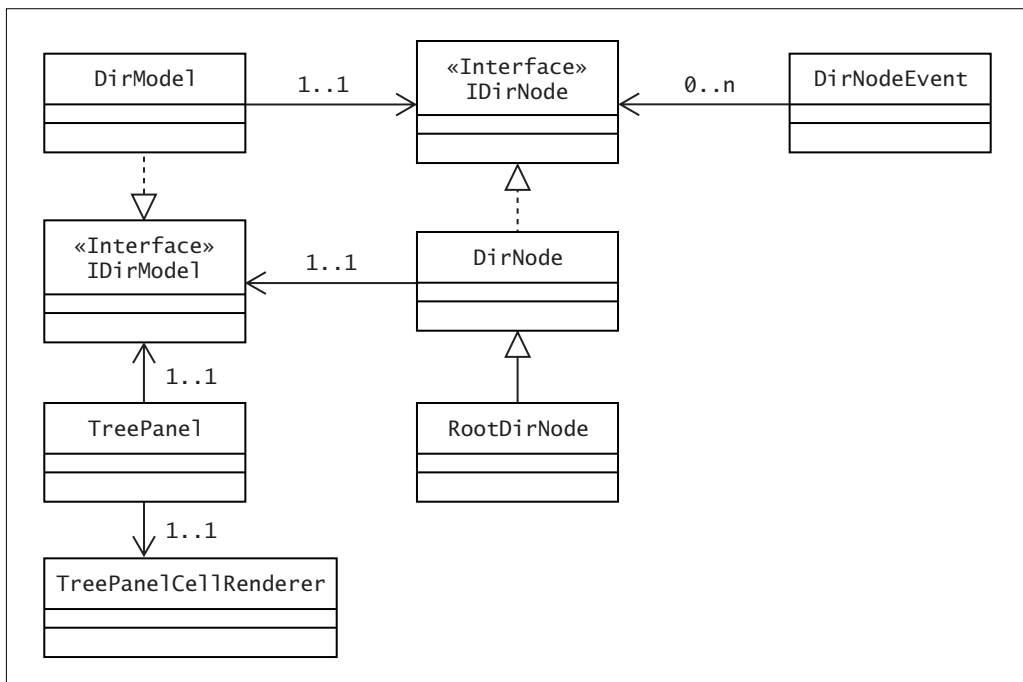 DirModel
1..1
«Interface»
IDirNode
0..n
DirNodeEvent
«Interface»
IDirModel
1..1
DirNode
1..1
TreePanel
RootDirNode
1..1
TreePanelCellRenderer